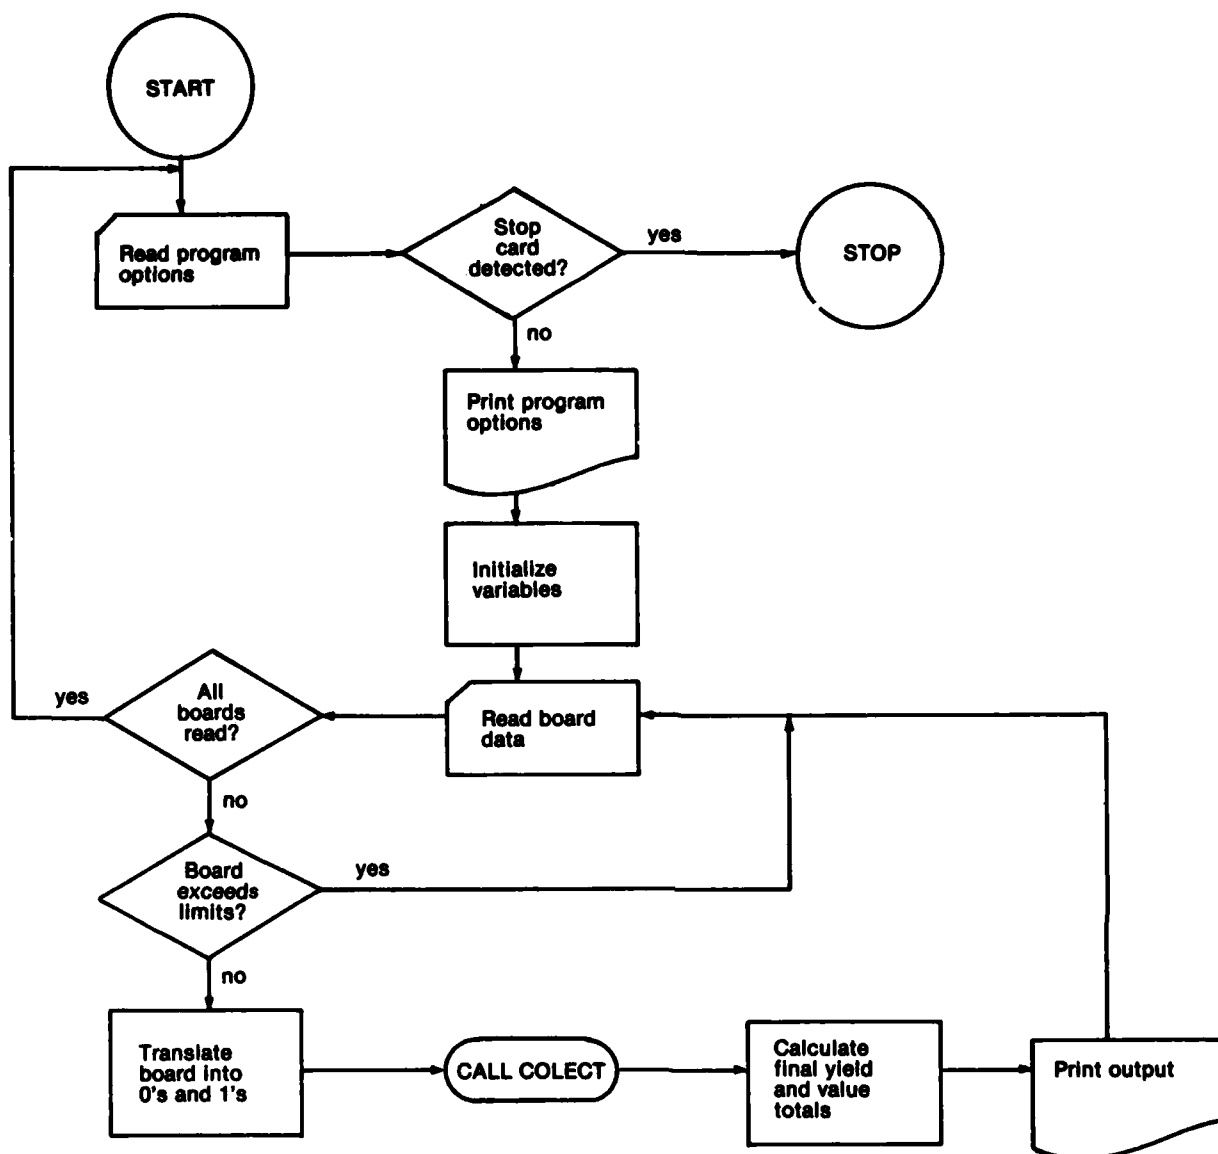 START
Read program
options
Stop
card
detected?
yes
STOP
no
Print program
options
Initialize
variables
yes
All
boards
read?
Read board
data
no
Board
exceeds
limits?
yes
no
Translate
board into
0's and 1's
CALL COLECT
Calculate
final yield
and value
totals
Print output